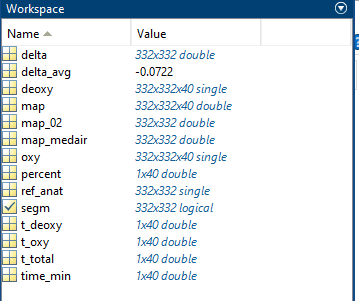 Workspace
Name Value
delta 332x332 double
delta_avg -0.0722
deoxy 332x332x40 single
map 332x332x40 double
map_02 332x332 double
map_medair 332x332 double
oxy 332x332x40 single
percent 1x40 double
ref_anat 332x332 single
segm 332x332 logical
t_deoxy 1x40 double
t_oxy 1x40 double
t_total 1x40 double
time_min 1x40 double